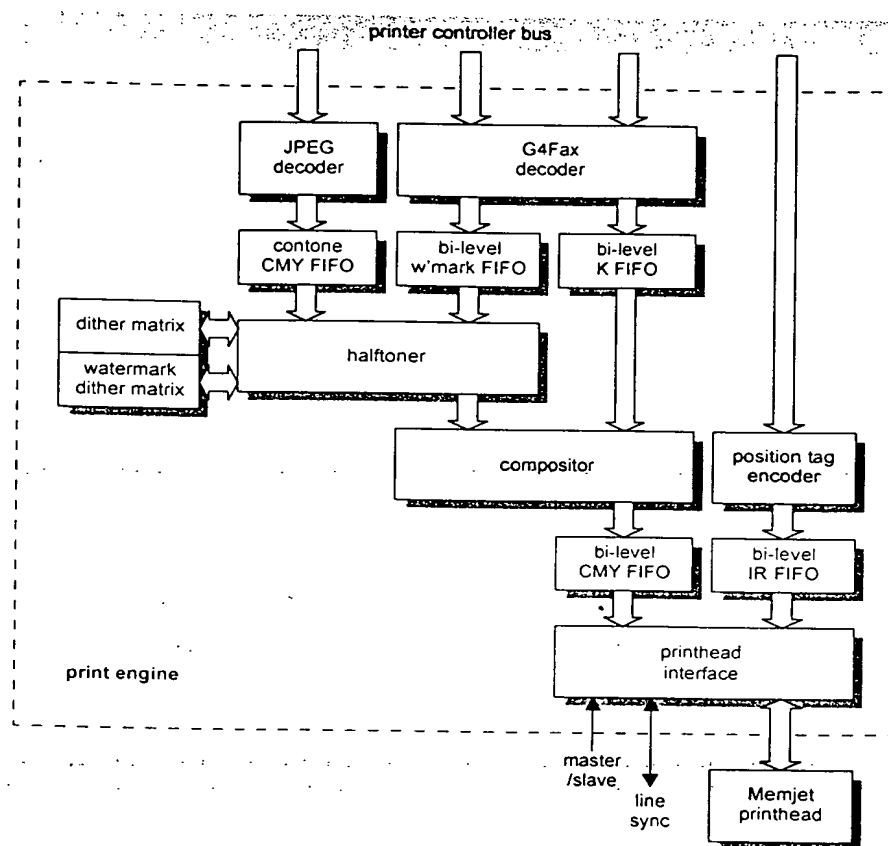 printer controller bus
JPEG
decoder
G4Fax
decoder
contone
CMY FIFO
bi-level
w'mark FIFO
bi-level
K FIFO
dither matrix
watermark
dither matrix
halftoner
compositor
position tag
encoder
bi-level
CMY FIFO
bi-level
IR FIFO
printhead
interface
print engine
master
/slave
line
sync
Memjet
printhead